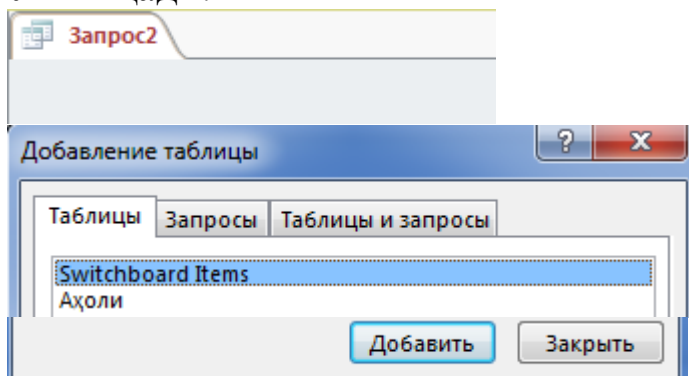 Запрос2
Добавление таблицы ? x
Таблицы Запросы Таблицы и запросы
Switchboard Items
Аҳоли
Добавить Закрыть